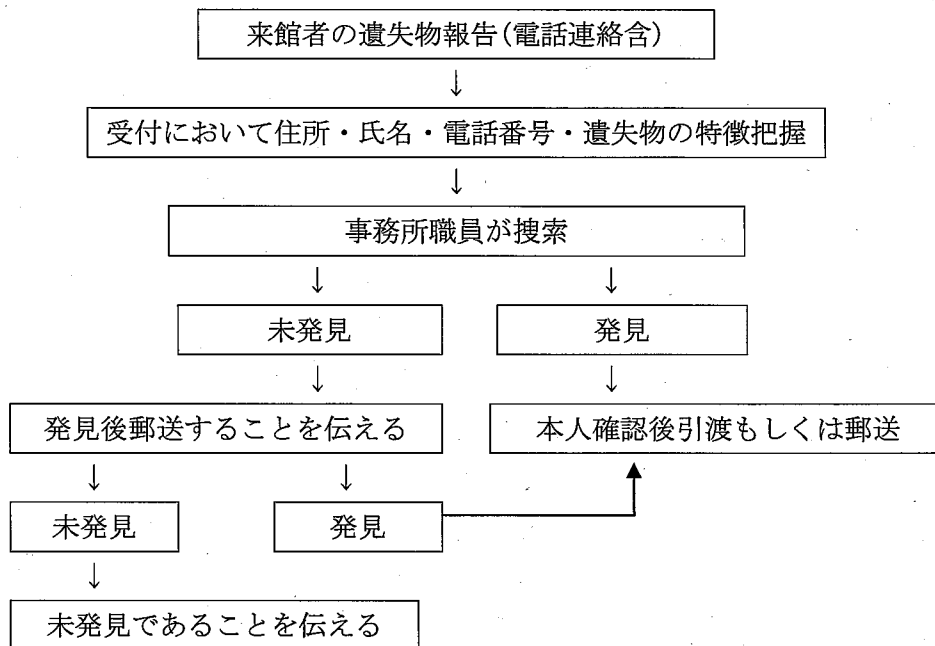 来館者の遺失物報告(電話連絡含)
↓
受付において住所・氏名・電話番号・遺失物の特徴把握
↓
事務所職員が捜索
↓ ↓
未発見 発見
↓ ↓
発見後郵送することを伝える 本人確認後引渡もしくは郵送
↓ ↓
未発見 発見
↓
未発見であることを伝える